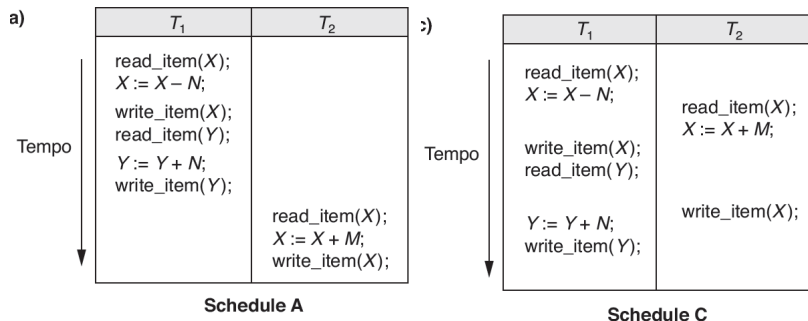 a)
T1
T2
read_item(X);
X := X – N;
write_item(X);
read_item(Y);
Y := Y + N;
write_item(Y);
read_item(X);
X := X + M;
write_item(X);
Tempo
Schedule A
c)
T1
T2
read_item(X);
X := X – N;
read_item(X);
X := X + M;
write_item(X);
read_item(Y);
write_item(X);
Y := Y + N;
write_item(Y);
Tempo
Schedule C